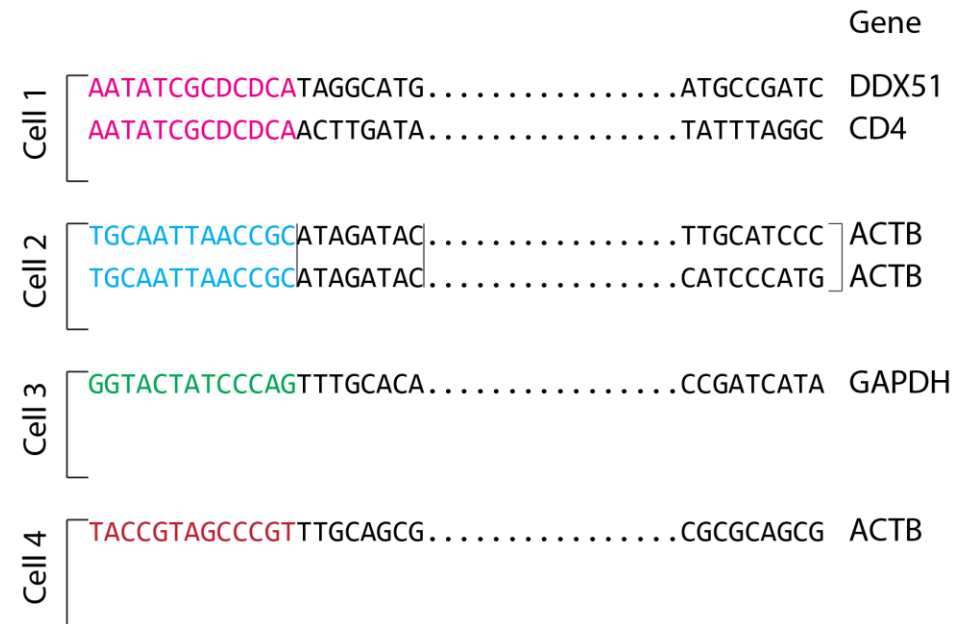 Gene
Cell 1
AATATCGCDCDCATAGGCATG.................ATGCCGATC DDX51
AATATCGCDCDCAACTTGATA.................TATTTAGGC CD4
Cell 2
TGCAATTAACCGCATAGATAC.................TTGCATCCC ACTB
TGCAATTAACCGCATAGATAC.................CATCCCATG ACTB
Cell 3
GGTACTATCCCAGTTTGCACA.................CCGATCATA GAPDH
Cell 4
TACCGTAGCCCGTTTGCAGCG.................CGCGCAGCG ACTB